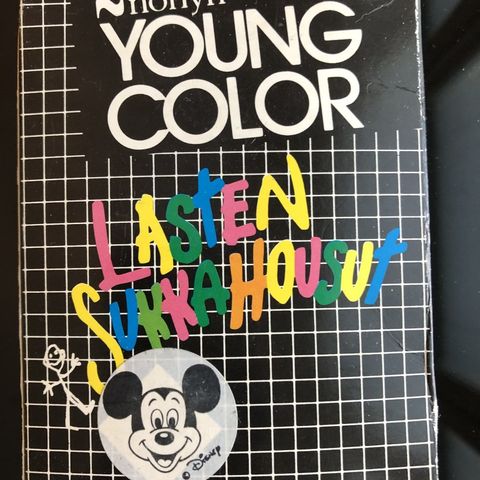 YOUNG
COLOR
LASTEN
SUKKAHOUSUT
© Disney